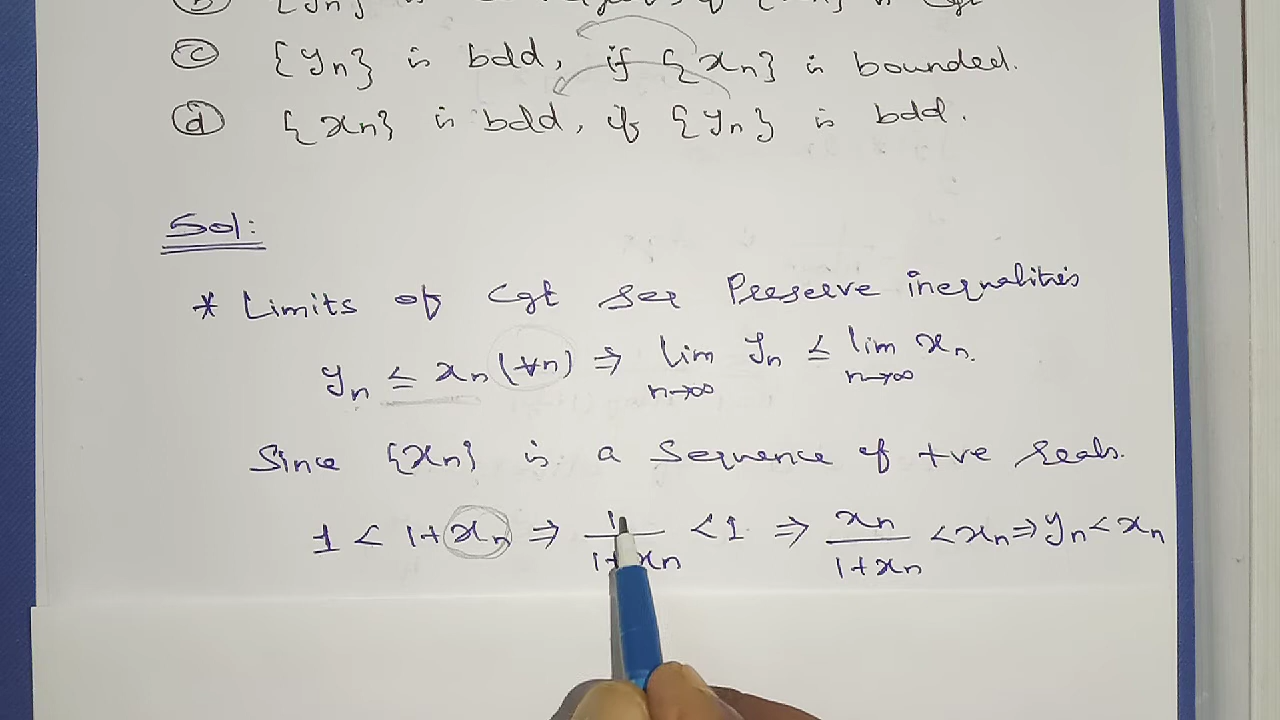 (c) {yn} is bdd, if {xn} is bounded.
(d) {xn} is bdd, if {yn} is bdd.
Sol:
* Limits of Cgt seq Preserve inequalities
yn ≤ xn (∀n) ⇒ lim n→∞ yn ≤ lim n→∞ xn.
Since {xn} is a sequence of +ve reals.
1 < 1+xn ⇒ 1/1+xn < 1 ⇒ xn/1+xn < xn ⇒ yn < xn